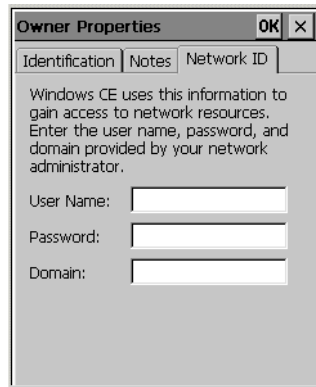 Owner Properties OK ×
Identification Notes Network ID
Windows CE uses this information to
gain access to network resources.
Enter the user name, password, and
domain provided by your network
administrator.
User Name:
Password:
Domain: